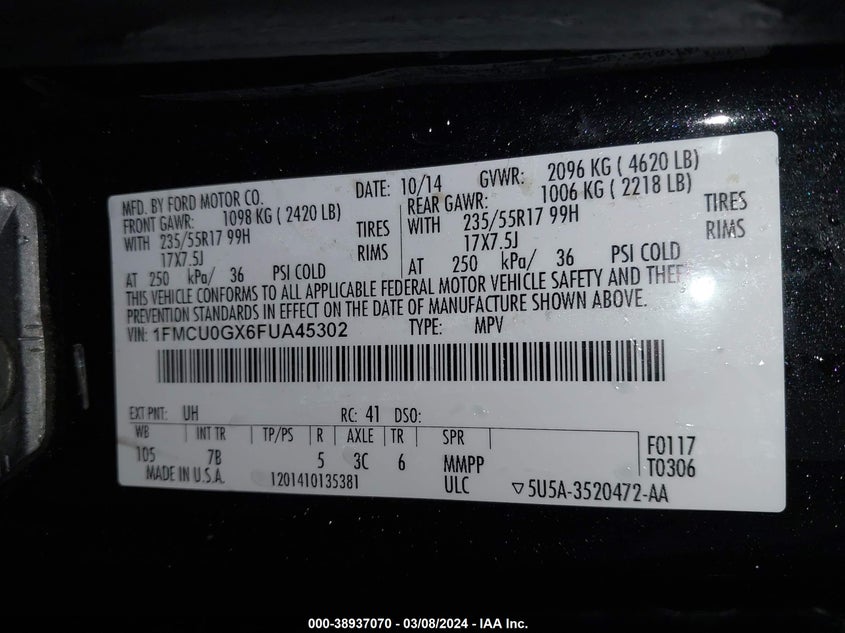 MFD. BY FORD MOTOR CO. DATE: 10/14 GVWR: 2096 KG ( 4620 LB)
FRONT GAWR: 1098 KG ( 2420 LB) REAR GAWR: 1006 KG ( 2218 LB)
WITH 235/55R17 99H TIRES WITH 235/55R17 99H TIRES
17X7.5J RIMS 17X7.5J RIMS
AT 250 kPa/ 36 PSI COLD AT 250 kPa/ 36 PSI COLD
THIS VEHICLE CONFORMS TO ALL APPLICABLE FEDERAL MOTOR VEHICLE SAFETY AND THEF
PREVENTION STANDARDS IN EFFECT ON THE DATE OF MANUFACTURE SHOWN ABOVE.
VIN: 1FMCU0GX6FUA45302 TYPE: MPV
EXT PNT: UH RC: 41 DSO:
WB INT TR TP/PS R AXLE TR SPR F0117
105 7B 5 3C 6 MMPP T0306
MADE IN U.S.A. 1201410135381 ULC ▽5U5A-3520472-AA
000-38937070 - 03/08/2024 - IAA Inc.